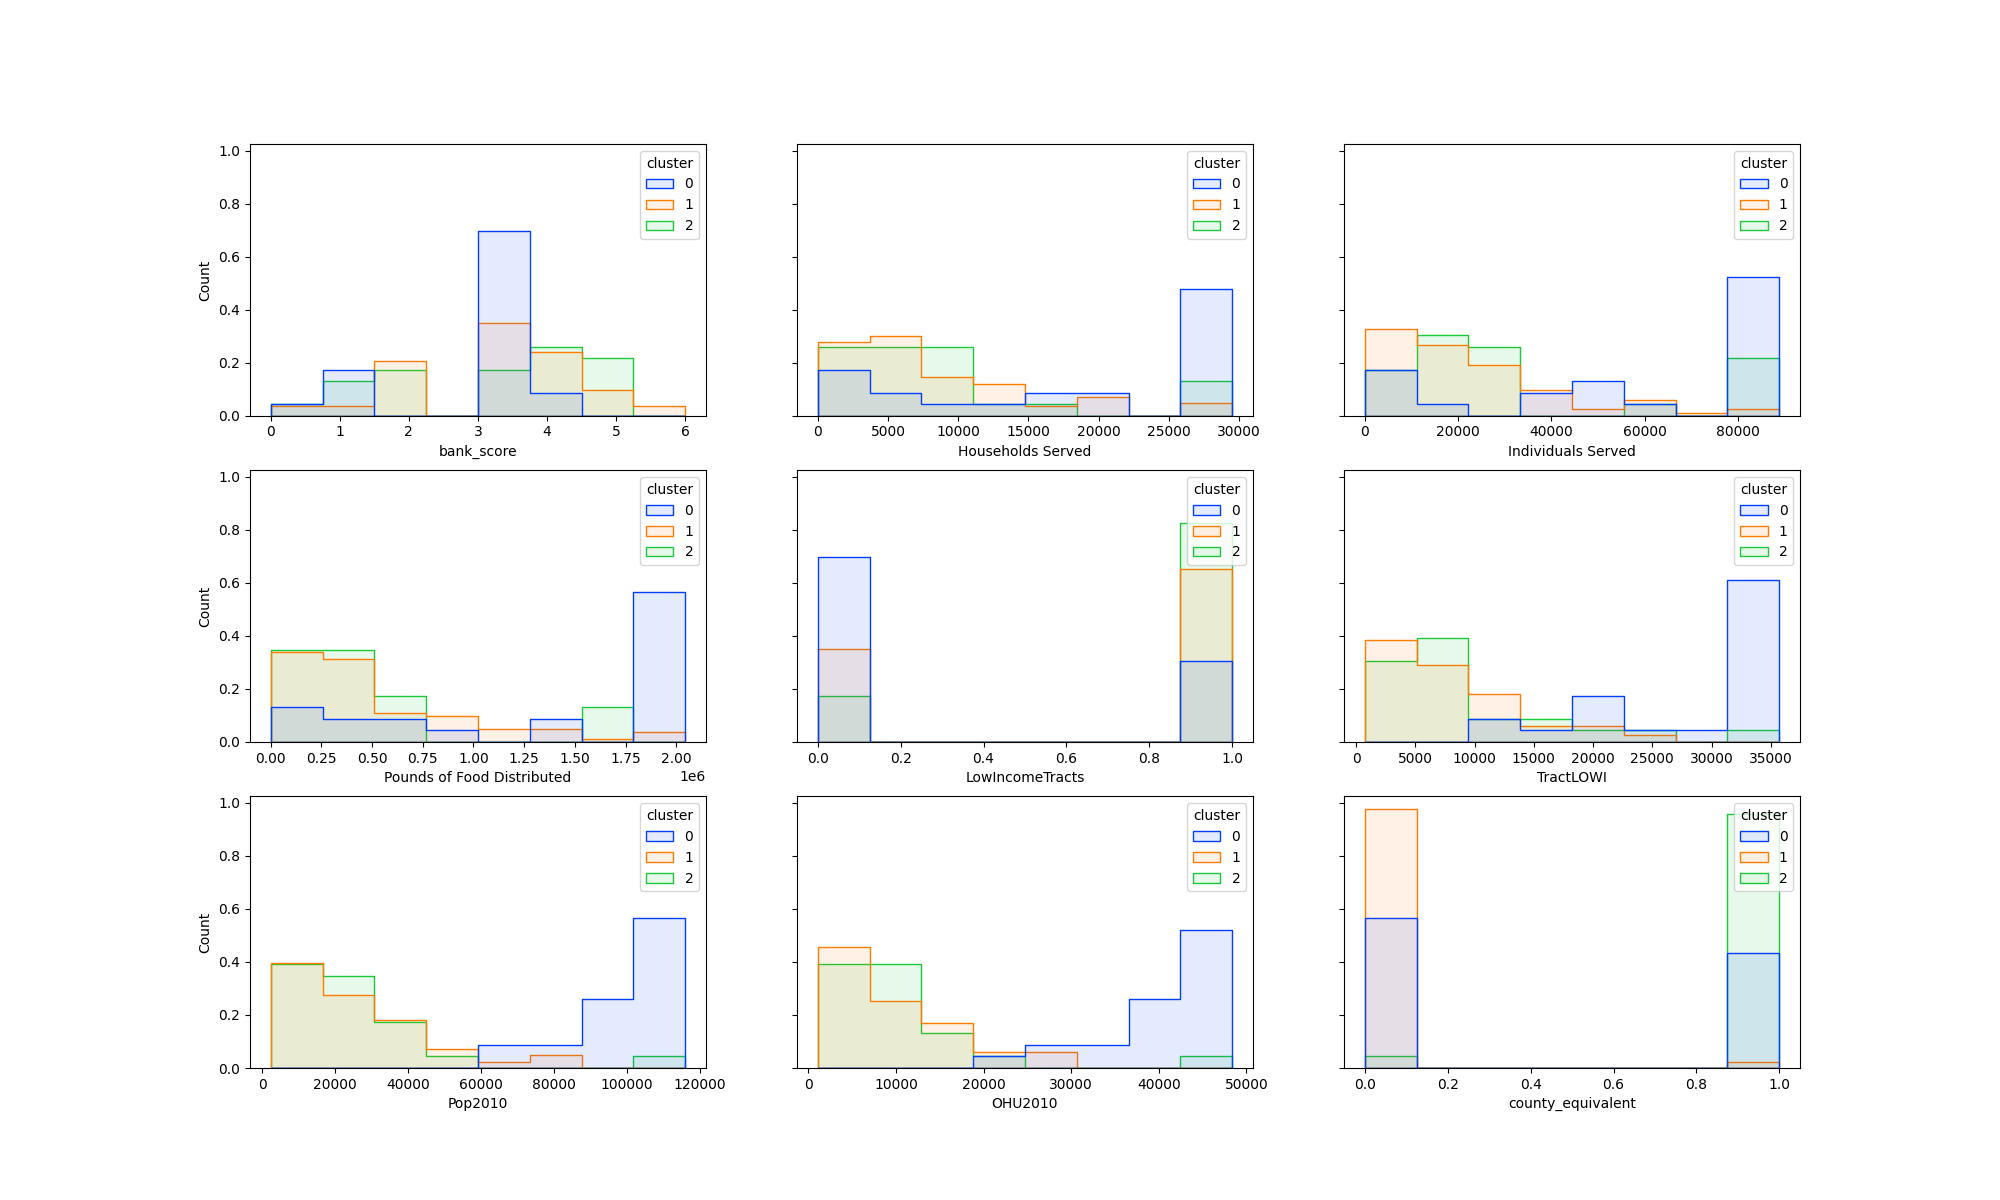 1.0
0.8
0.6
0.4
0.2
0.0
Count
0 1 2 3 4 5 6
bank_score
cluster
0
1
2
0 5000 10000 15000 20000 25000 30000
Households Served
cluster
0
1
2
0 20000 40000 60000 80000
Individuals Served
cluster
0
1
2
1.0
0.8
0.6
0.4
0.2
0.0
Count
0.00 0.25 0.50 0.75 1.00 1.25 1.50 1.75 2.00
Pounds of Food Distributed
1e6
cluster
0
1
2
0.0 0.2 0.4 0.6 0.8 1.0
LowIncomeTracts
cluster
0
1
2
0 5000 10000 15000 20000 25000 30000 35000
TractLOWI
cluster
0
1
2
1.0
0.8
0.6
0.4
0.2
0.0
Count
0 20000 40000 60000 80000 100000 120000
Pop2010
cluster
0
1
2
0 10000 20000 30000 40000 50000
OHU2010
cluster
0
1
2
0.0 0.2 0.4 0.6 0.8 1.0
county_equivalent
cluster
0
1
2